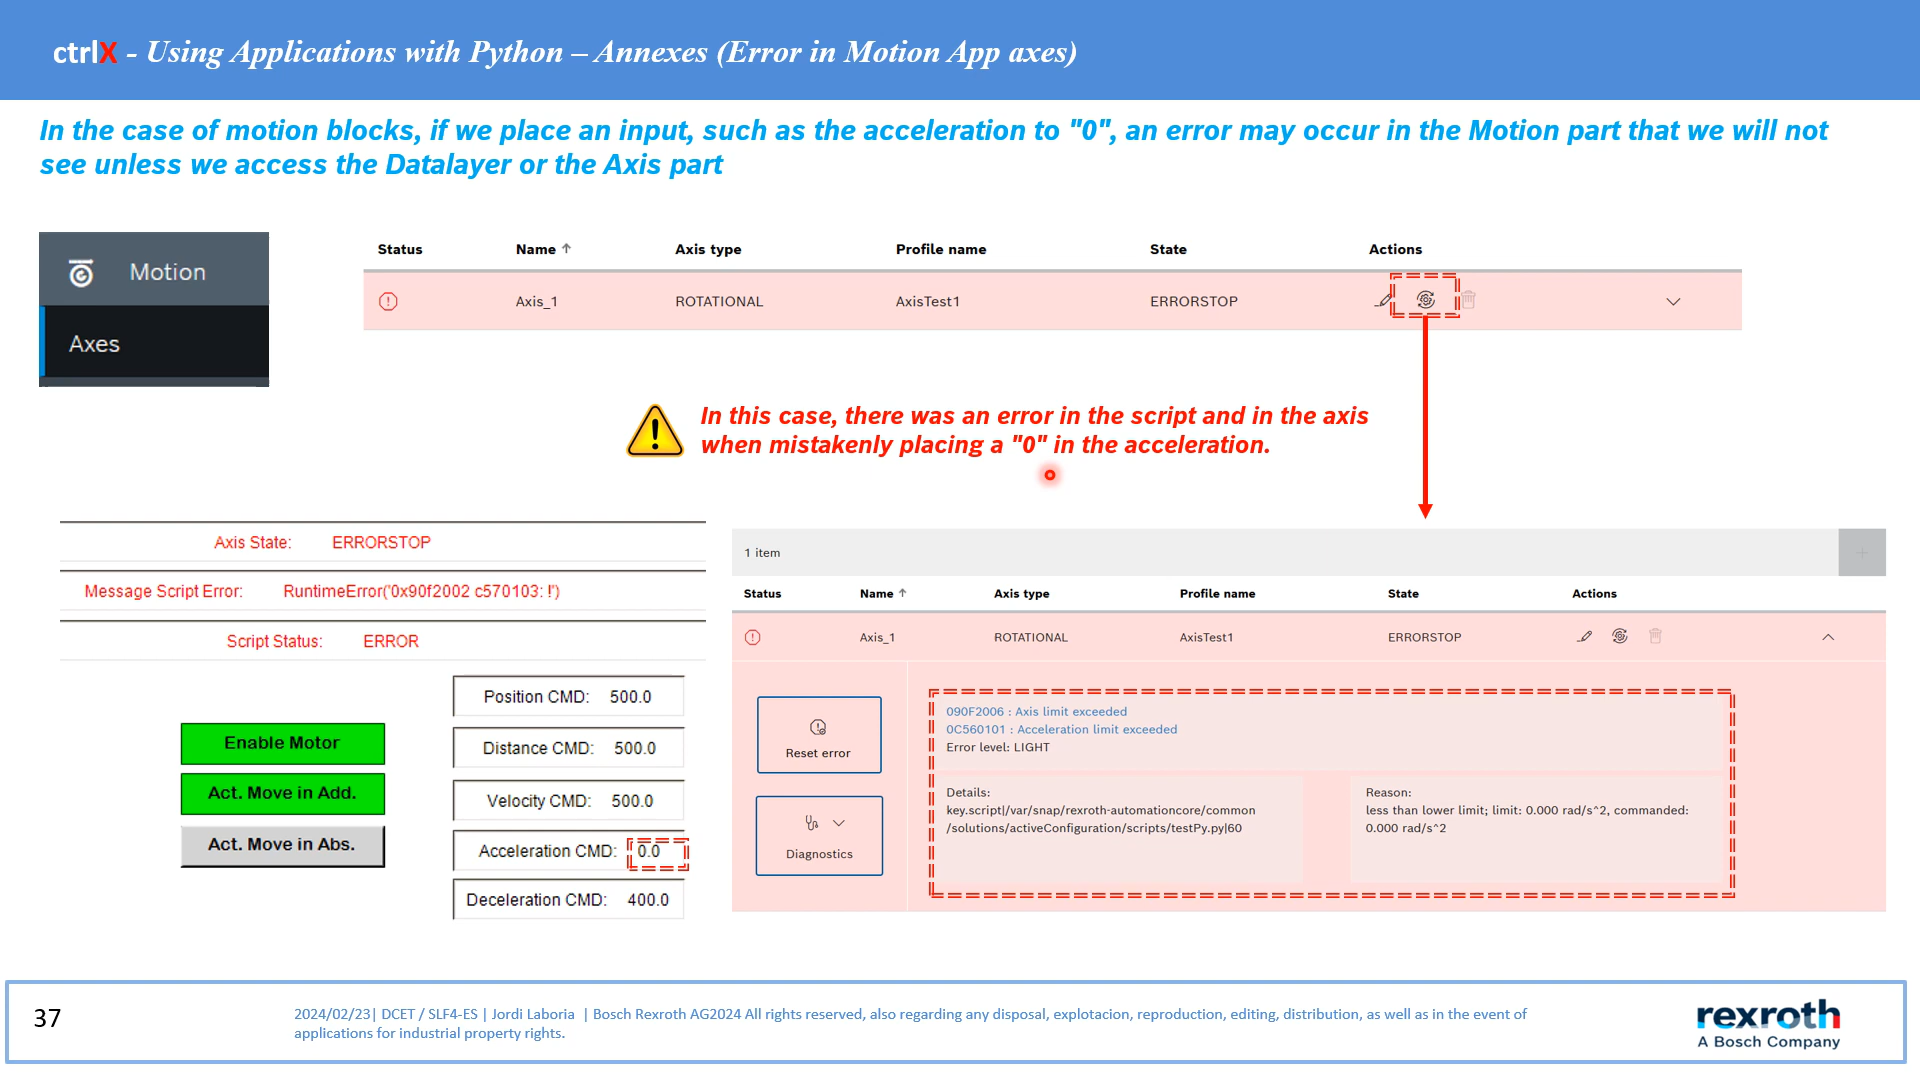 ctrlX - Using Applications with Python – Annexes (Error in Motion App axes)
In the case of motion blocks, if we place an input, such as the acceleration to "0", an error may occur in the Motion part that we will not
see unless we access the Datalayer or the Axis part
Motion
Axes
Status Name ↑ Axis type Profile name State Actions
Axis_1 ROTATIONAL AxisTest1 ERRORSTOP
In this case, there was an error in the script and in the axis
when mistakenly placing a "0" in the acceleration.
Axis State: ERRORSTOP
Message Script Error: RuntimeError('0x90f2002 c570103: !')
Script Status: ERROR
Enable Motor
Act. Move in Add.
Act. Move in Abs.
Position CMD: 500.0
Distance CMD: 500.0
Velocity CMD: 500.0
Acceleration CMD: 0.0
Deceleration CMD: 400.0
1 item
Status Name ↑ Axis type Profile name State Actions
Axis_1 ROTATIONAL AxisTest1 ERRORSTOP
Reset error
Diagnostics
090F2006 : Axis limit exceeded
0C560101 : Acceleration limit exceeded
Error level: LIGHT
Details:
key.script|/var/snap/rexroth-automationcore/common
/solutions/activeConfiguration/scripts/testPy.py|60
Reason:
less than lower limit; limit: 0.000 rad/s^2, commanded:
0.000 rad/s^2
37
2024/02/23| DCET / SLF4-ES | Jordi Laboria | Bosch Rexroth AG2024 All rights reserved, also regarding any disposal, explotacion, reproduction, editing, distribution, as well as in the event of
applications for industrial property rights.
rexroth
A Bosch Company